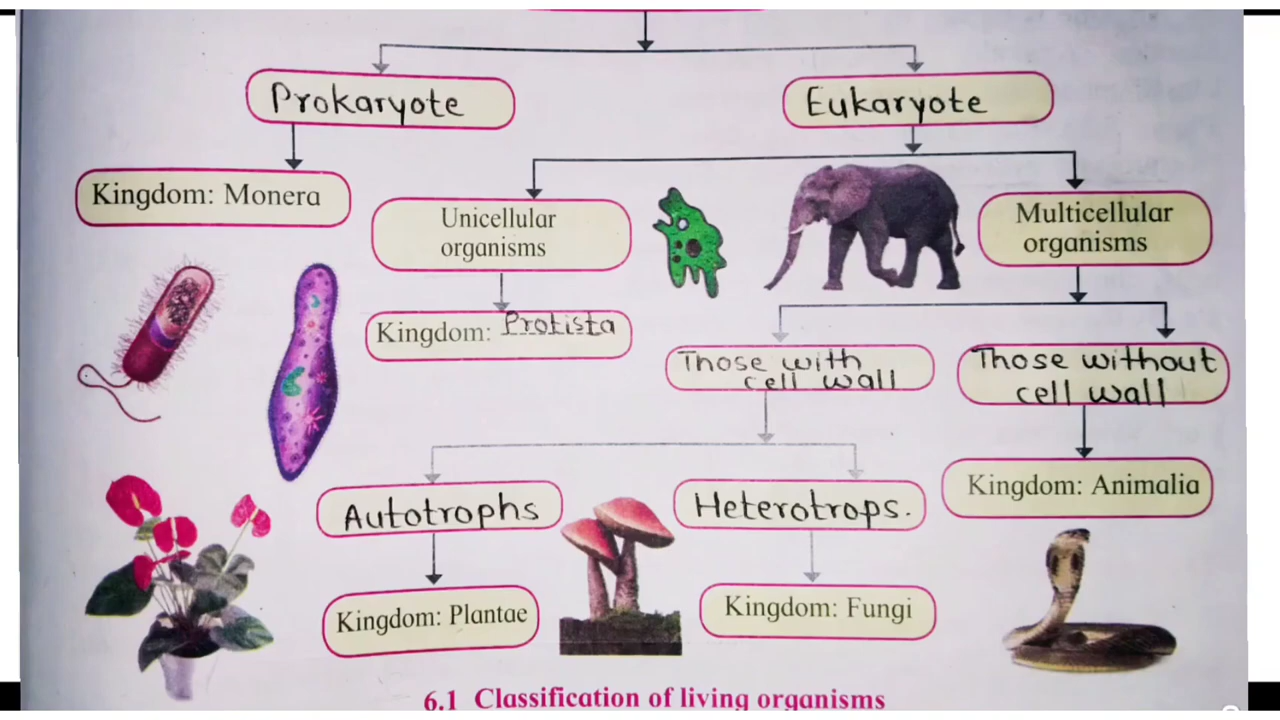 Prokaryote
Eukaryote
Kingdom: Monera
Unicellular
organisms
Multicellular
organisms
Kingdom: Protista
Those with
cell wall
Those without
cell wall
Autotrophs
Heterotrops.
Kingdom: Animalia
Kingdom: Plantae
Kingdom: Fungi
6.1 Classification of living organisms